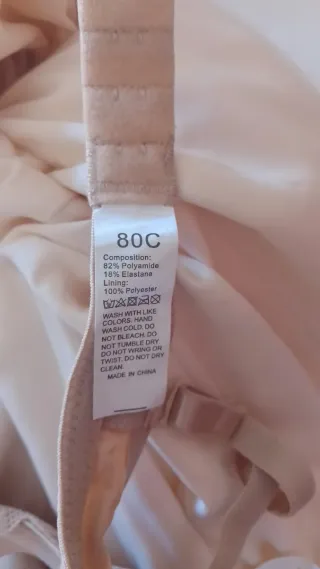 80C
Composition:
82% Polyamide
18% Elastane
Lining:
100% Polyester
WASH WITH LIKE
COLORS. HAND
WASH COLD. DO
NOT BLEACH. DO
NOT TUMBLE DRY
DO NOT WRING OR
TWIST. DO NOT DRY
CLEAN.
MADE IN CHINA